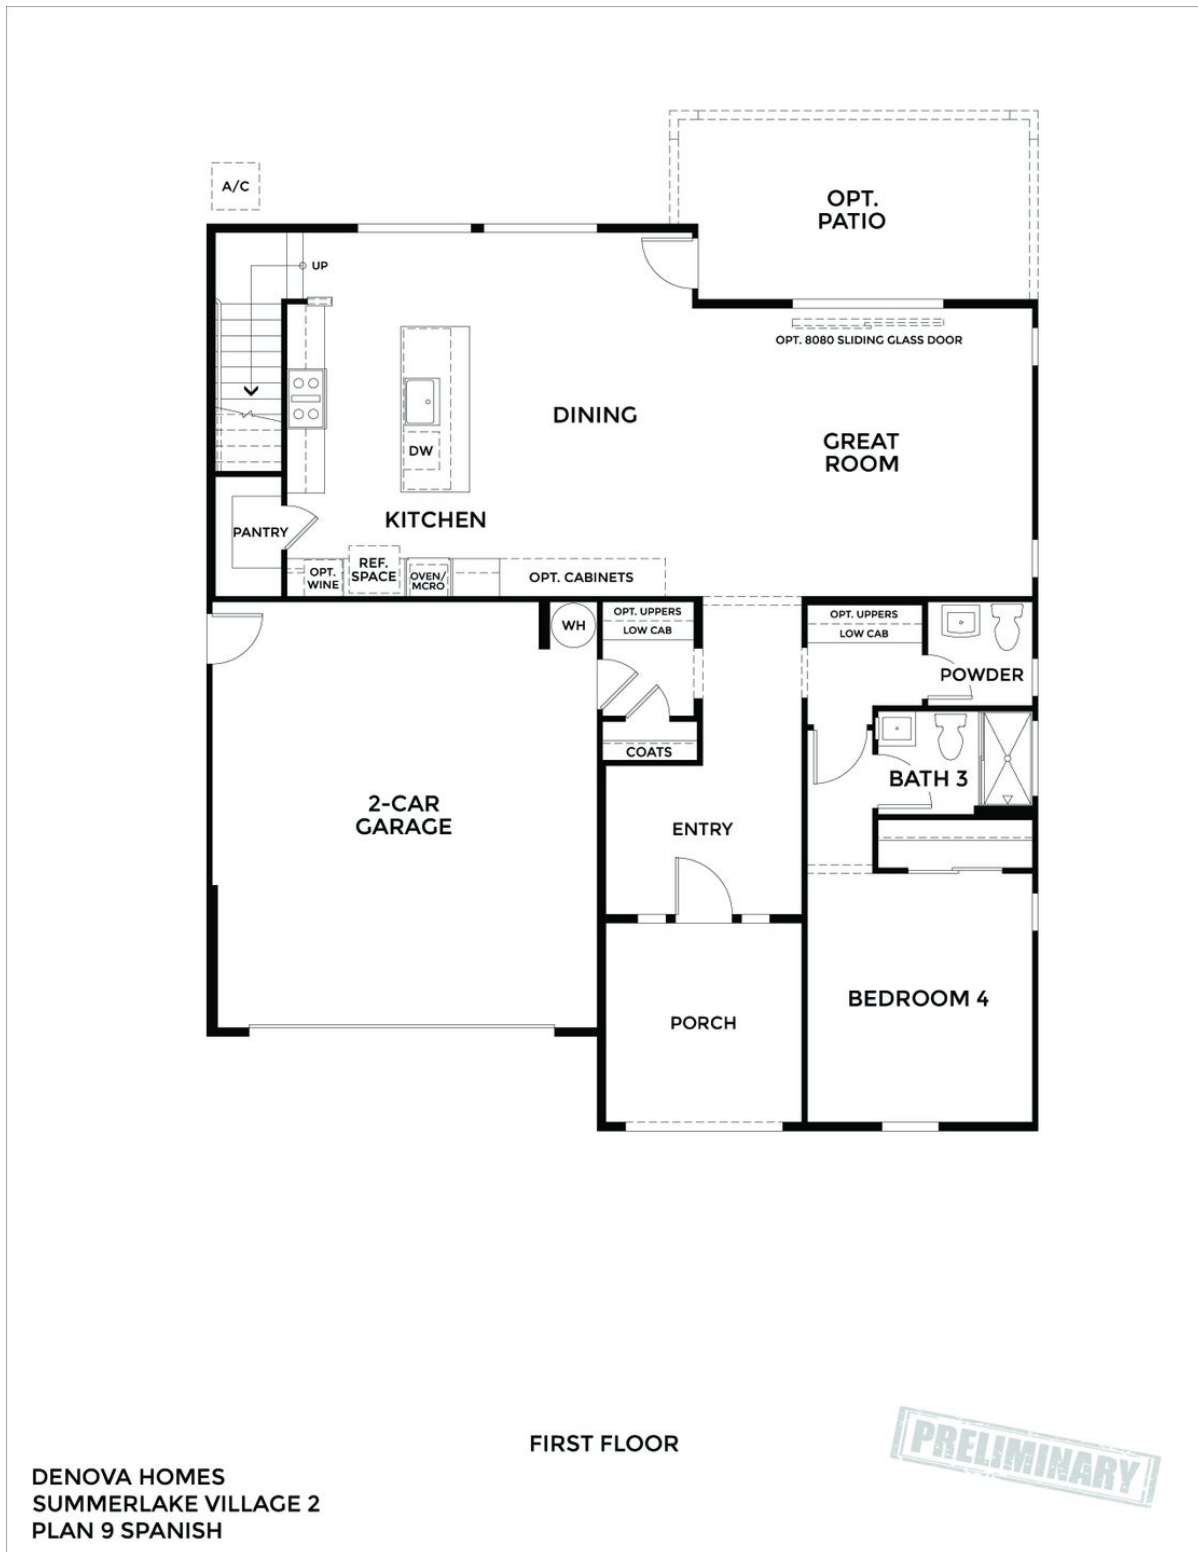 A/C
OPT.
PATIO
UP
OPT. 8080 SLIDING GLASS DOOR
DINING
GREAT
ROOM
DW
KITCHEN
PANTRY
OPT.
WINE
REF.
SPACE
OVEN/
MCRO
OPT. CABINETS
WH
OPT. UPPERS
LOW CAB
OPT. UPPERS
LOW CAB
POWDER
COATS
BATH 3
2-CAR
GARAGE
ENTRY
BEDROOM 4
PORCH
FIRST FLOOR
PRELIMINARY
DENOVA HOMES
SUMMERLAKE VILLAGE 2
PLAN 9 SPANISH